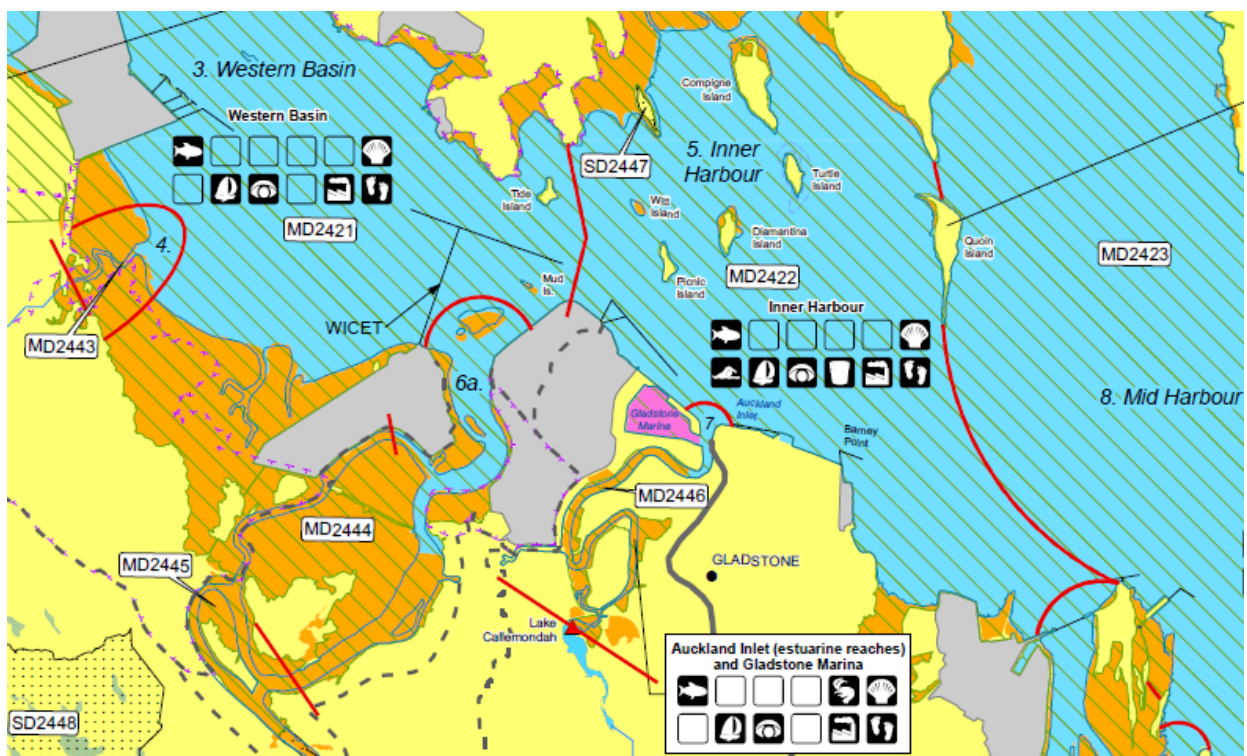 3. Western Basin
Western Basin
Compigne
Island
SD2447
5. Inner
Harbour
Turtle
Island
Tide
Island
Witt
Island
MD2421
Diamantina
Island
Quoin
Island
MD2423
4.
MD2422
Picnic
Island
Mud
Is.
Inner Harbour
WICET
MD2443
6a.
8. Mid Harbour
Gladstone
Marina
7
Auckland
Inlet
Barney
Point
MD2446
MD2444
MD2445
GLADSTONE
Lake
Callemondah
Auckland Inlet (estuarine reaches)
and Gladstone Marina
SD2448